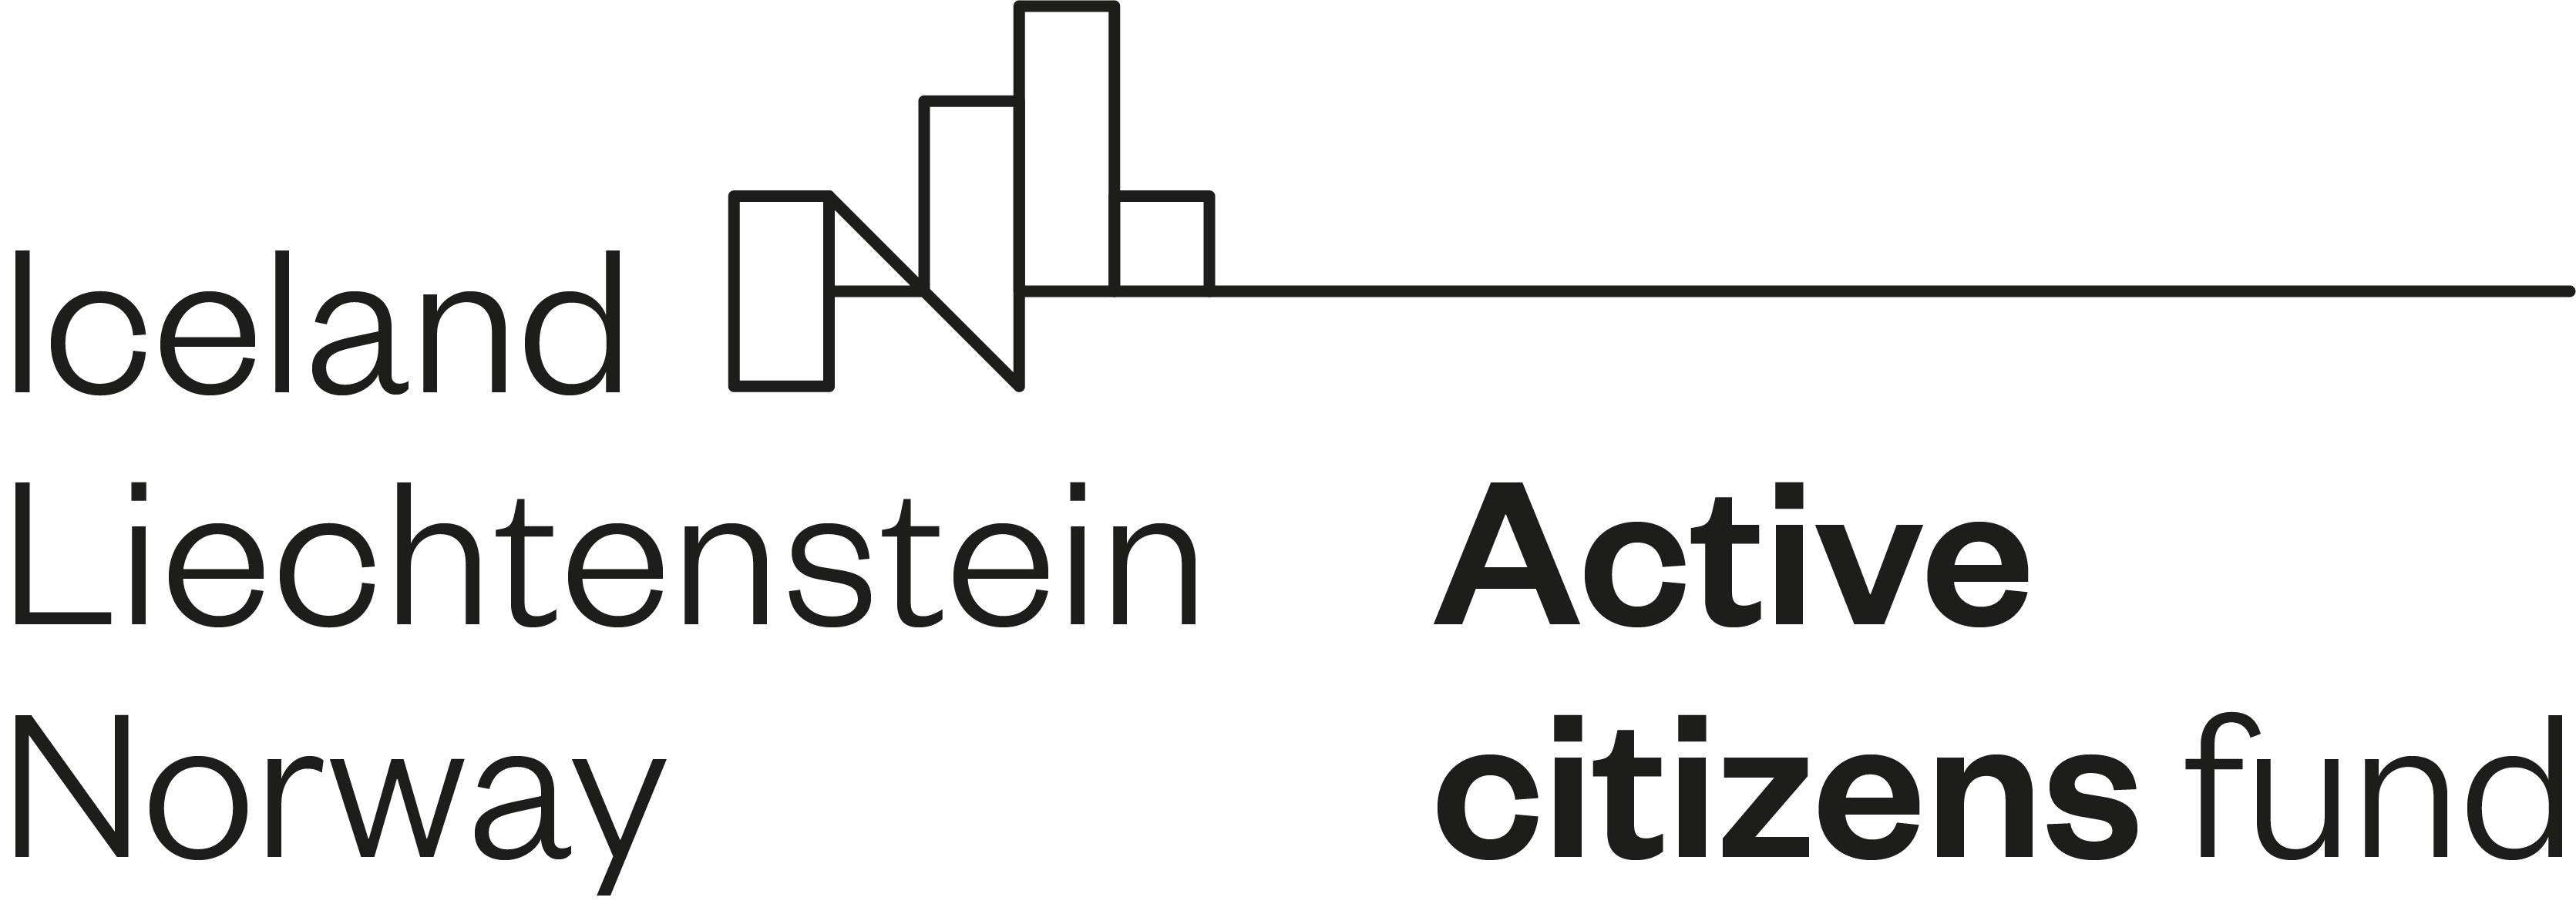 Iceland
Liechtenstein
Norway
Active
citizens fund